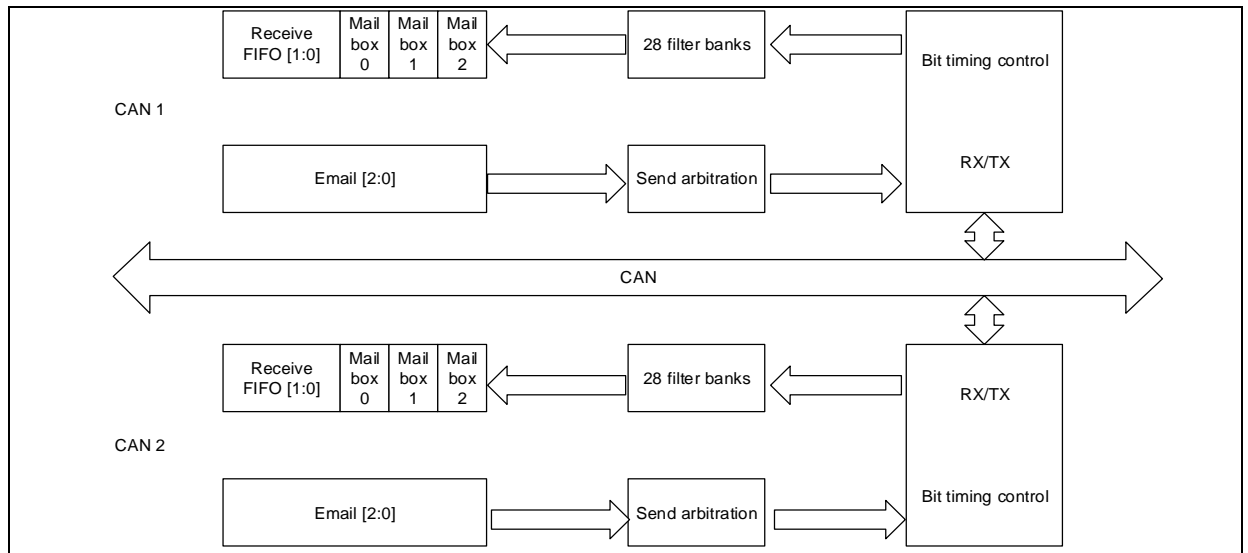 Receive
FIFO [1:0]
Mail
box
0
Mail
box
1
Mail
box
2
28 filter banks
Bit timing control
CAN 1
Email [2:0]
Send arbitration
RX/TX
CAN
Receive
FIFO [1:0]
Mail
box
0
Mail
box
1
Mail
box
2
28 filter banks
RX/TX
CAN 2
Email [2:0]
Send arbitration
Bit timing control